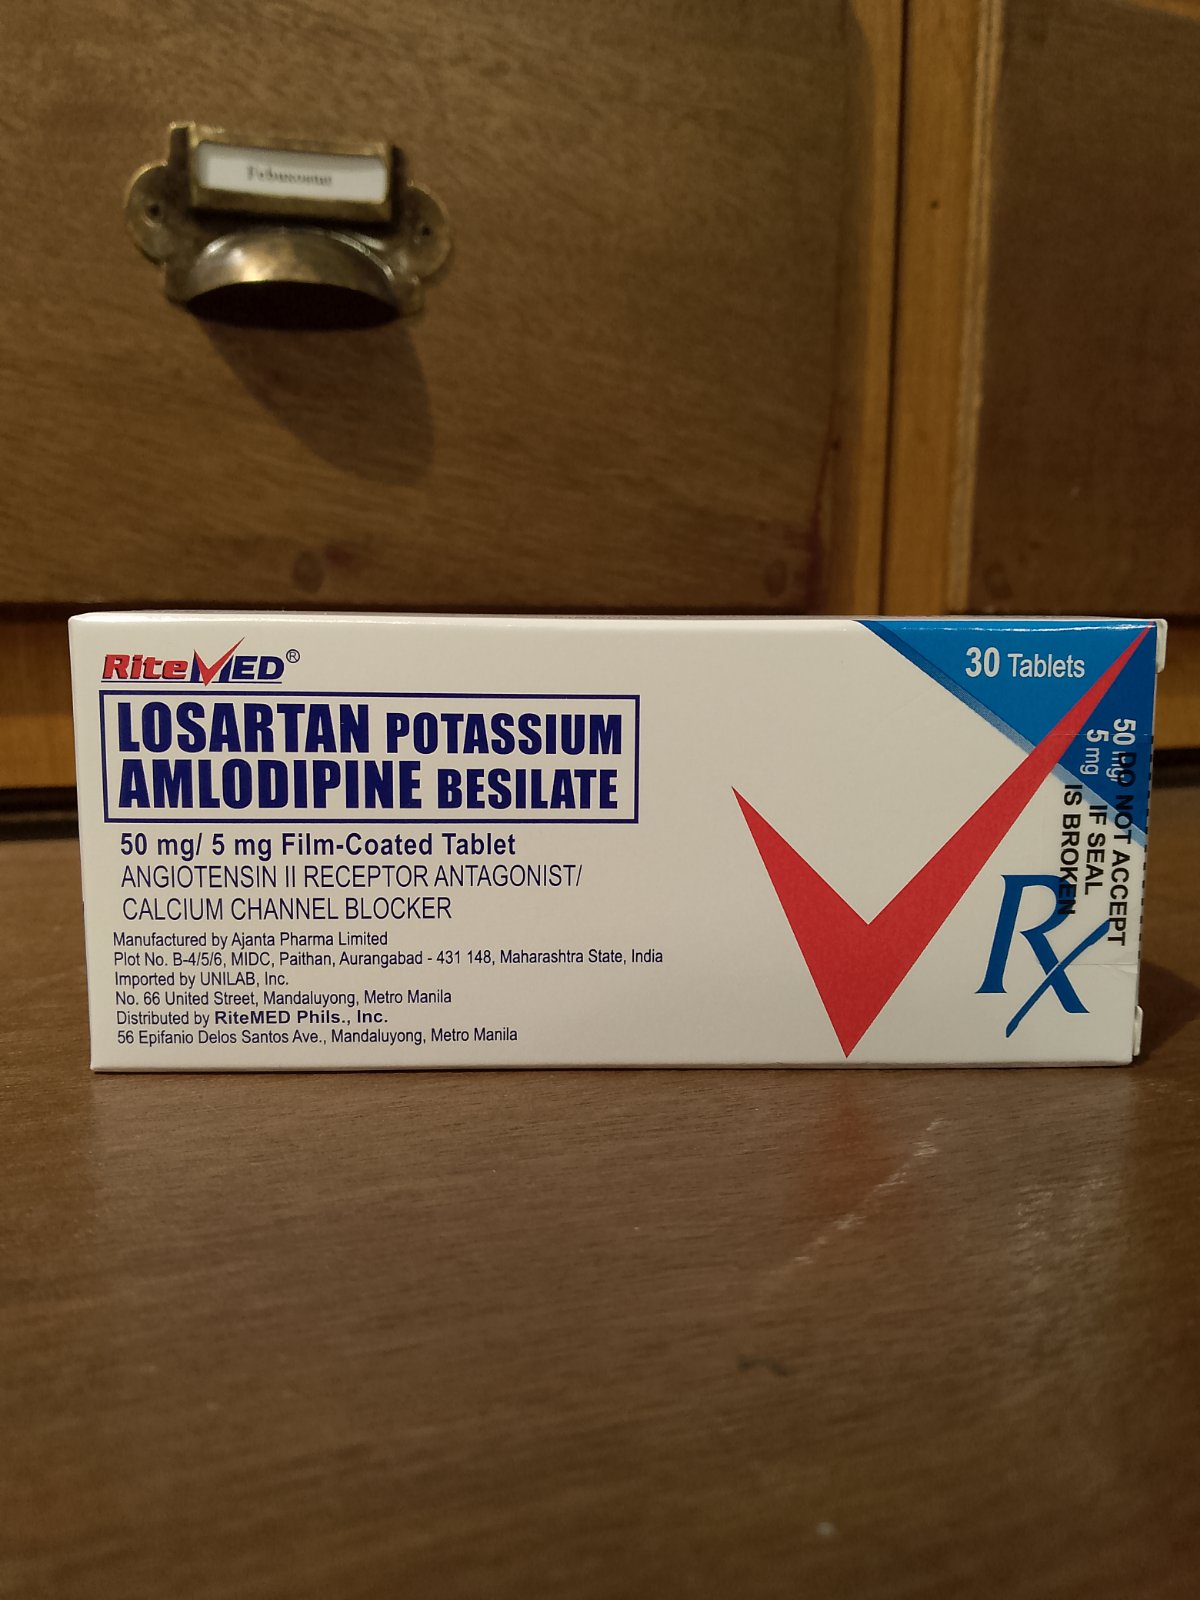 Febuxostat
RiteMED®
LOSARTAN POTASSIUM
AMLODIPINE BESILATE
50 mg/ 5 mg Film-Coated Tablet
ANGIOTENSIN II RECEPTOR ANTAGONIST/
CALCIUM CHANNEL BLOCKER
Manufactured by Ajanta Pharma Limited
Plot No. B-4/5/6, MIDC, Paithan, Aurangabad - 431 148, Maharashtra State, India
Imported by UNILAB, Inc.
No. 66 United Street, Mandaluyong, Metro Manila
Distributed by RiteMED Phils., Inc.
56 Epifanio Delos Santos Ave., Mandaluyong, Metro Manila
30 Tablets
50 mg/
5 mg
DO NOT ACCEPT
IF SEAL
IS BROKEN
Rx